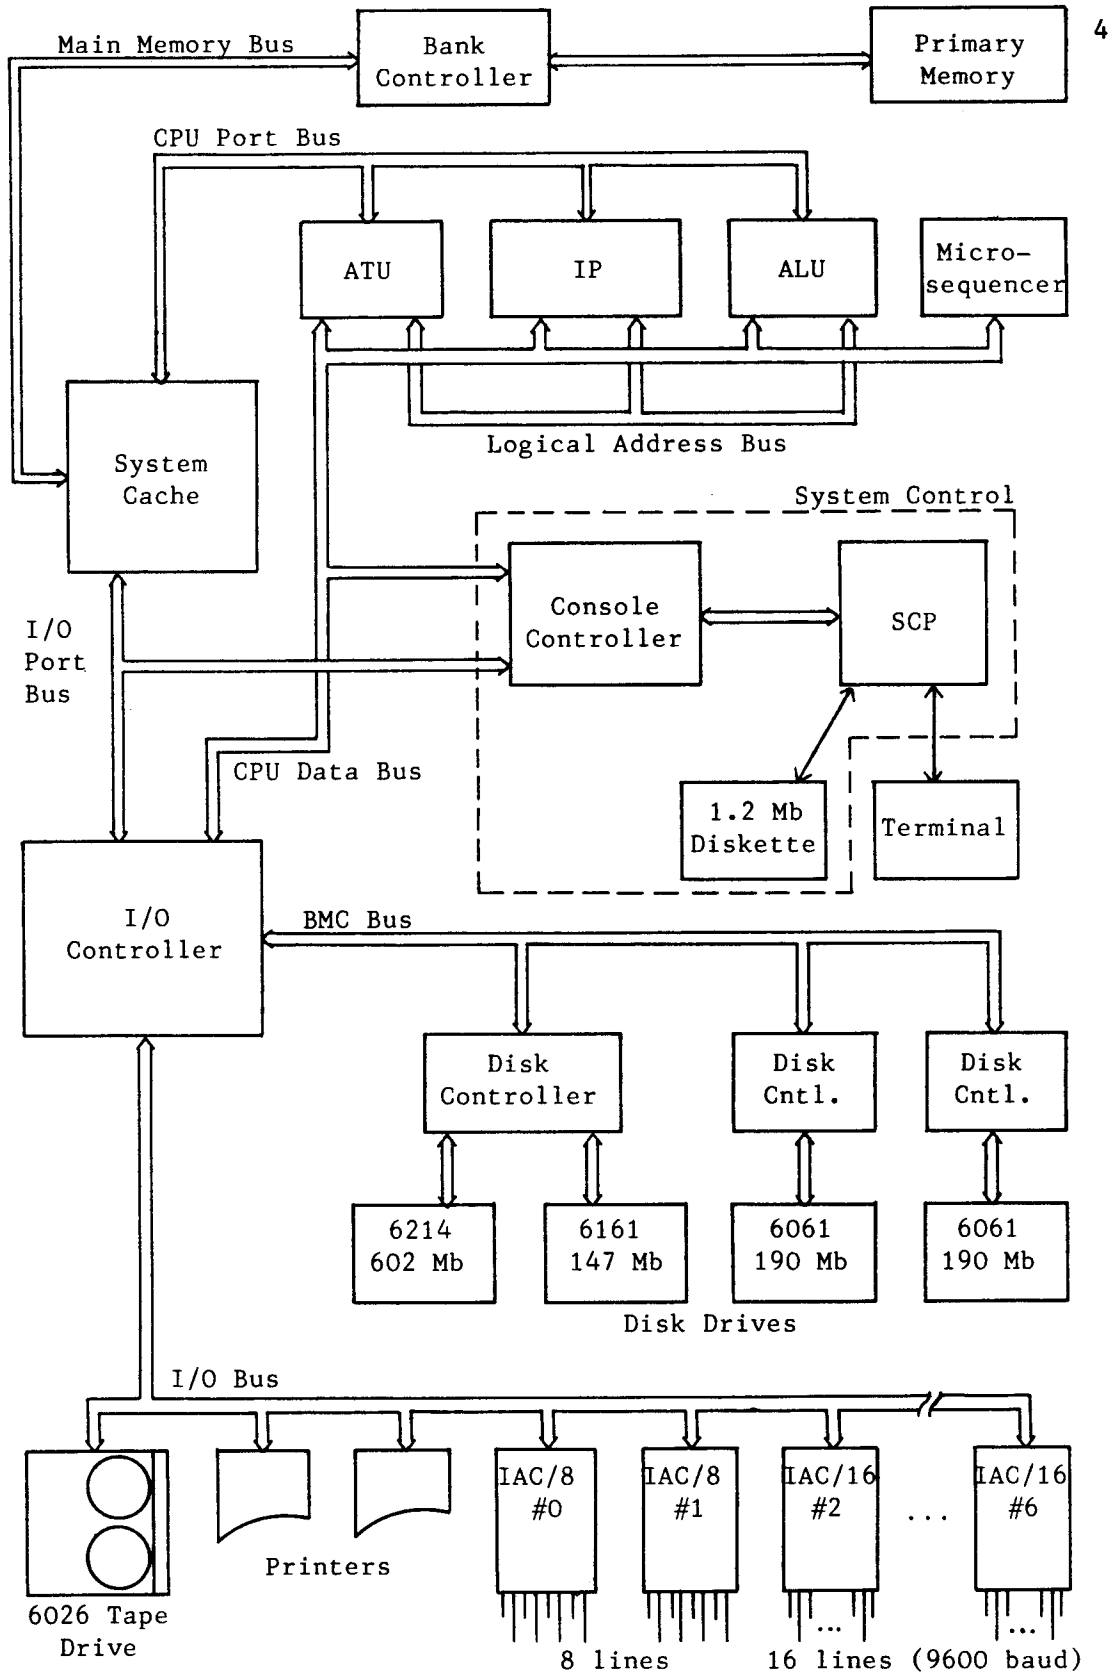 4
Main Memory Bus
Bank
Controller
Primary
Memory
CPU Port Bus
ATU
IP
ALU
Micro-
sequencer
Logical Address Bus
System
Cache
System Control
Console
Controller
SCP
I/O
Port
Bus
CPU Data Bus
1.2 Mb
Diskette
Terminal
I/O
Controller
BMC Bus
Disk
Controller
Disk
Cntl.
Disk
Cntl.
6214
602 Mb
6161
147 Mb
6061
190 Mb
6061
190 Mb
Disk Drives
I/O Bus
IAC/8
#0
IAC/8
#1
IAC/16
#2
...
IAC/16
#6
Printers
6026 Tape
Drive
...
...
8 lines
16 lines (9600 baud)